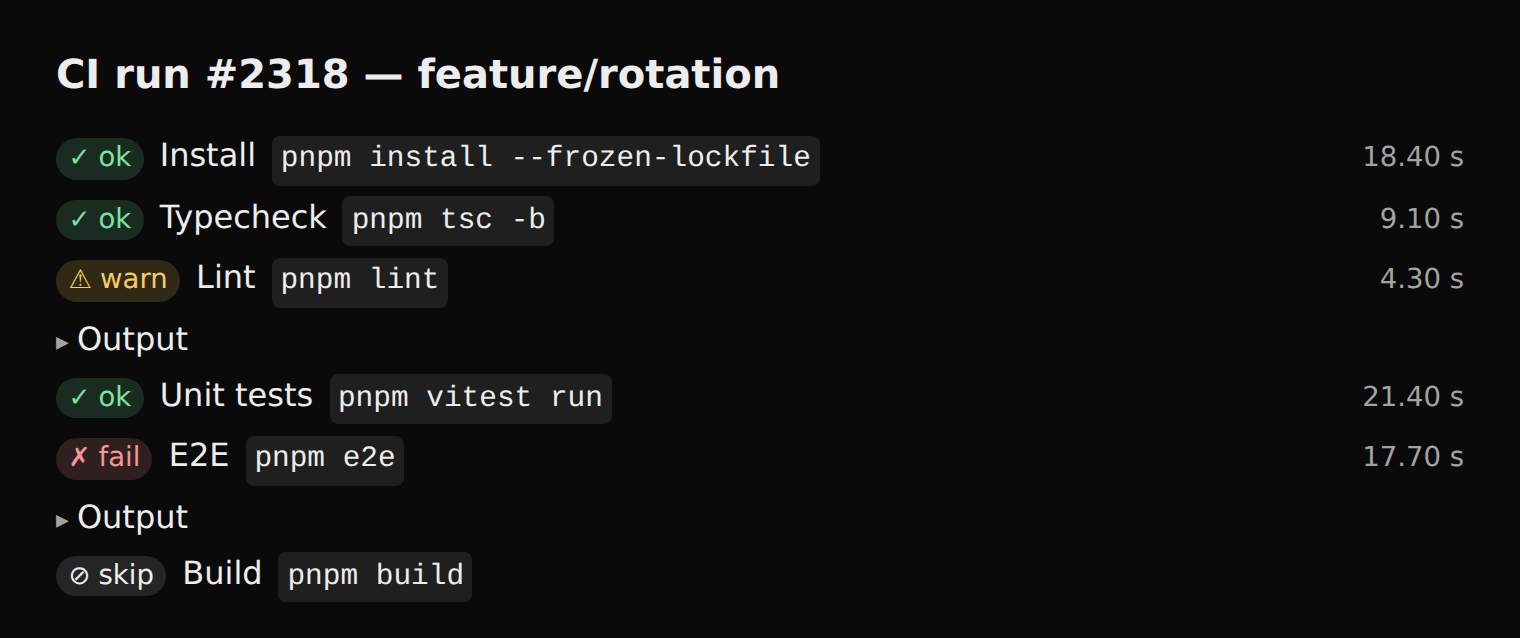 CI run #2318 — feature/rotation
✓ ok Install pnpm install --frozen-lockfile 18.40 s
✓ ok Typecheck pnpm tsc -b 9.10 s
⚠ warn Lint pnpm lint 4.30 s
▸ Output
✓ ok Unit tests pnpm vitest run 21.40 s
✗ fail E2E pnpm e2e 17.70 s
▸ Output
⊘ skip Build pnpm build